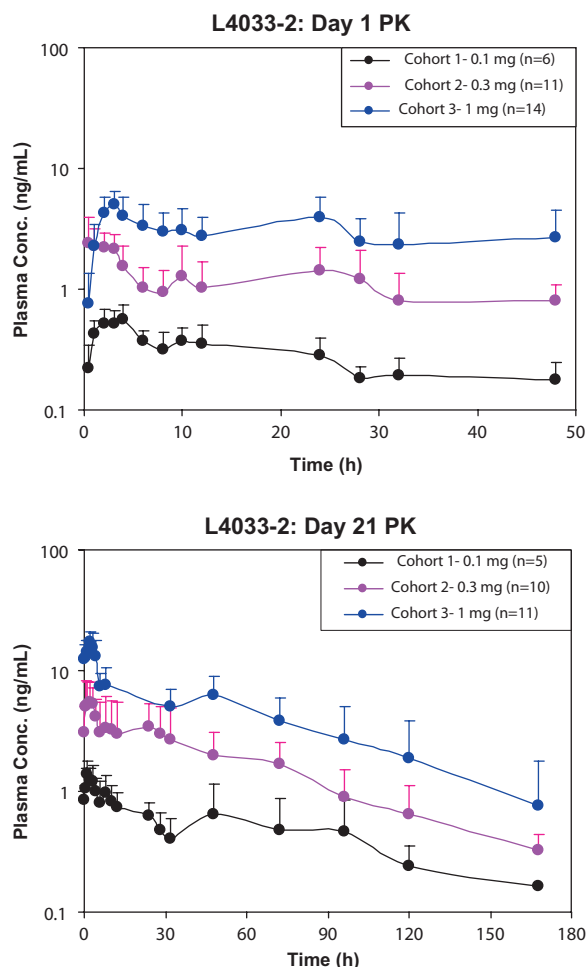 L4033-2: Day 1 PK
100
10
1
0.1
Plasma Conc. (ng/mL)
Cohort 1- 0.1 mg (n=6)
Cohort 2- 0.3 mg (n=11)
Cohort 3- 1 mg (n=14)
0 10 20 30 40 50
Time (h)
L4033-2: Day 21 PK
100
10
1
0.1
Plasma Conc. (ng/mL)
Cohort 1- 0.1 mg (n=5)
Cohort 2- 0.3 mg (n=10)
Cohort 3- 1 mg (n=11)
0 30 60 90 120 150 180
Time (h)